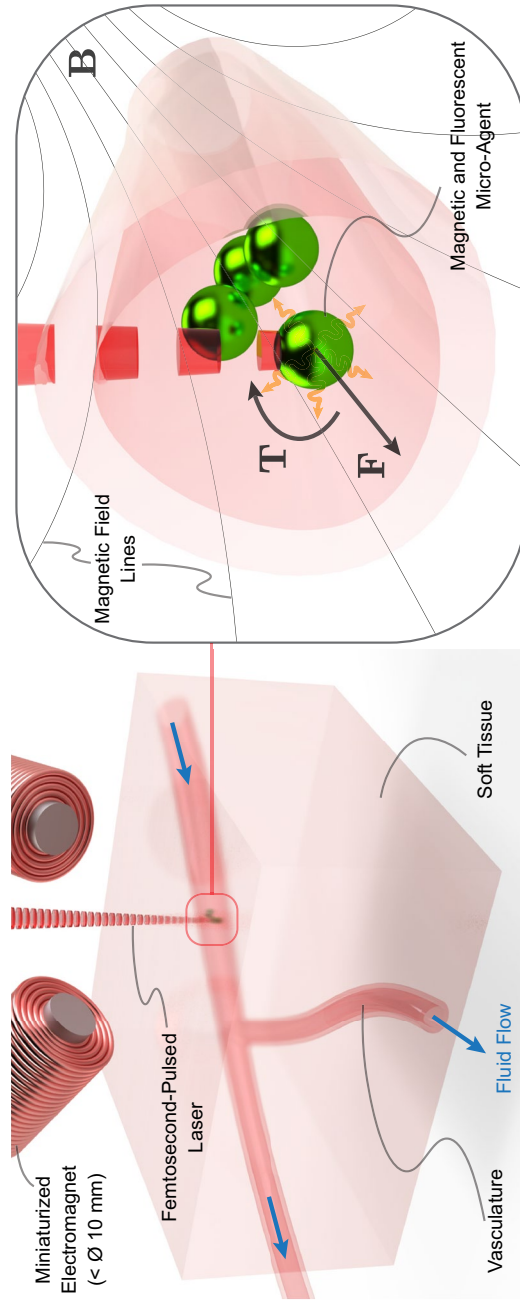 Miniaturized
Electromagnet
(< Ø 10 mm)
Femtosecond-Pulsed
Laser
Vasculature
Fluid Flow
Soft Tissue
Magnetic Field
Lines
B
T
F
Magnetic and Fluorescent
Micro-Agent